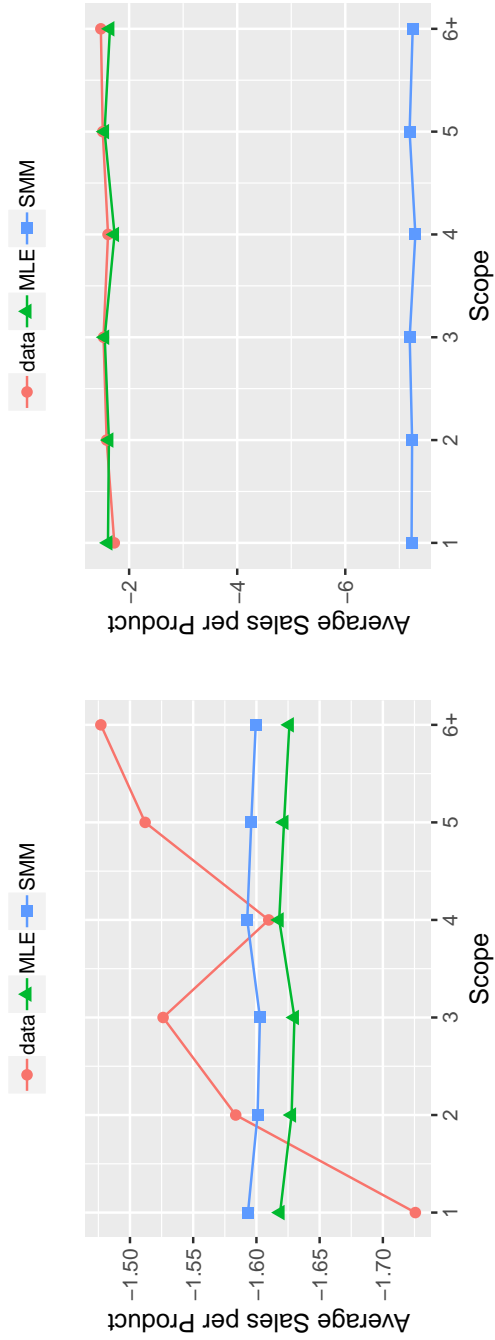 data MLE SMM
Average Sales per Product
−1.50
−1.55
−1.60
−1.65
−1.70
1 2 3 4 5 6+
Scope
data MLE SMM
Average Sales per Product
−2
−4
−6
1 2 3 4 5 6+
Scope